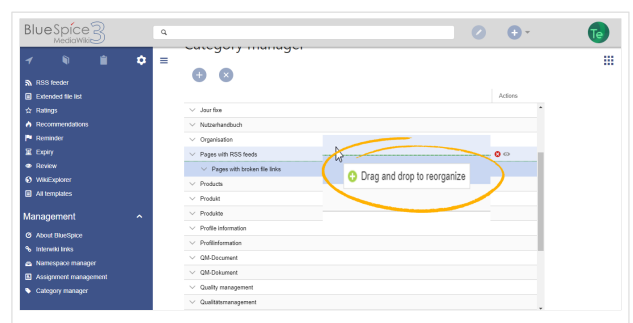 BlueSpice 3
MediaWiki
Te
Category manager
RSS feeder
Extended file list
Ratings
Recommendations
Reminder
Expiry
Review
WikiExplorer
All templates
Management
About BlueSpice
Interwiki links
Namespace manager
Assignment management
Category manager
Actions
Jour fixe
Nutzerhandbuch
Organisation
Pages with RSS feeds
Pages with broken file links
Drag and drop to reorganize
Products
Produkt
Produkte
Profile information
Profilinformation
QM-Document
QM-Dokument
Quality management
Qualitätsmanagement